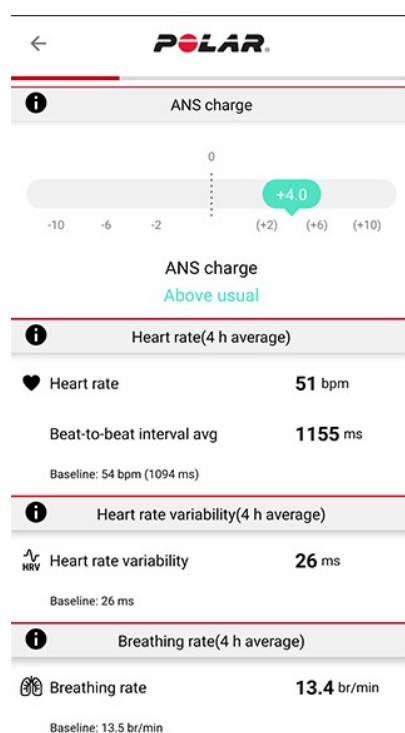 POLAR.
ANS charge
0
+4.0
-10 -6 -2 (+2) (+6) (+10)
ANS charge
Above usual
Heart rate(4 h average)
Heart rate 51 bpm
Beat-to-beat interval avg 1155 ms
Baseline: 54 bpm (1094 ms)
Heart rate variability(4 h average)
HRV Heart rate variability 26 ms
Baseline: 26 ms
Breathing rate(4 h average)
Breathing rate 13.4 br/min
Baseline: 13.5 br/min